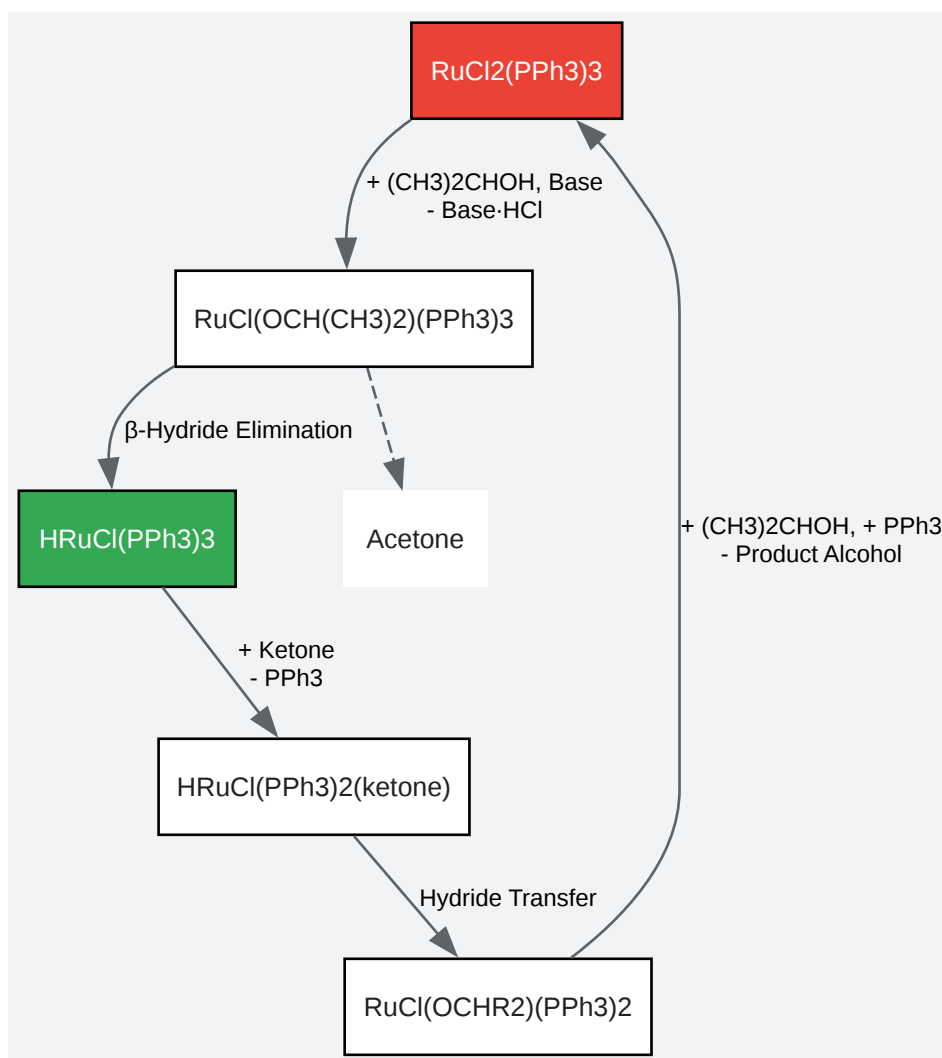 RuCl2(PPh3)3
+ (CH3)2CHOH, Base
- Base·HCl
RuCl(OCH(CH3)2)(PPh3)3
β-Hydride Elimination
HRuCl(PPh3)3
Acetone
+ (CH3)2CHOH, + PPh3
- Product Alcohol
+ Ketone
- PPh3
HRuCl(PPh3)2(ketone)
Hydride Transfer
RuCl(OCHR2)(PPh3)2